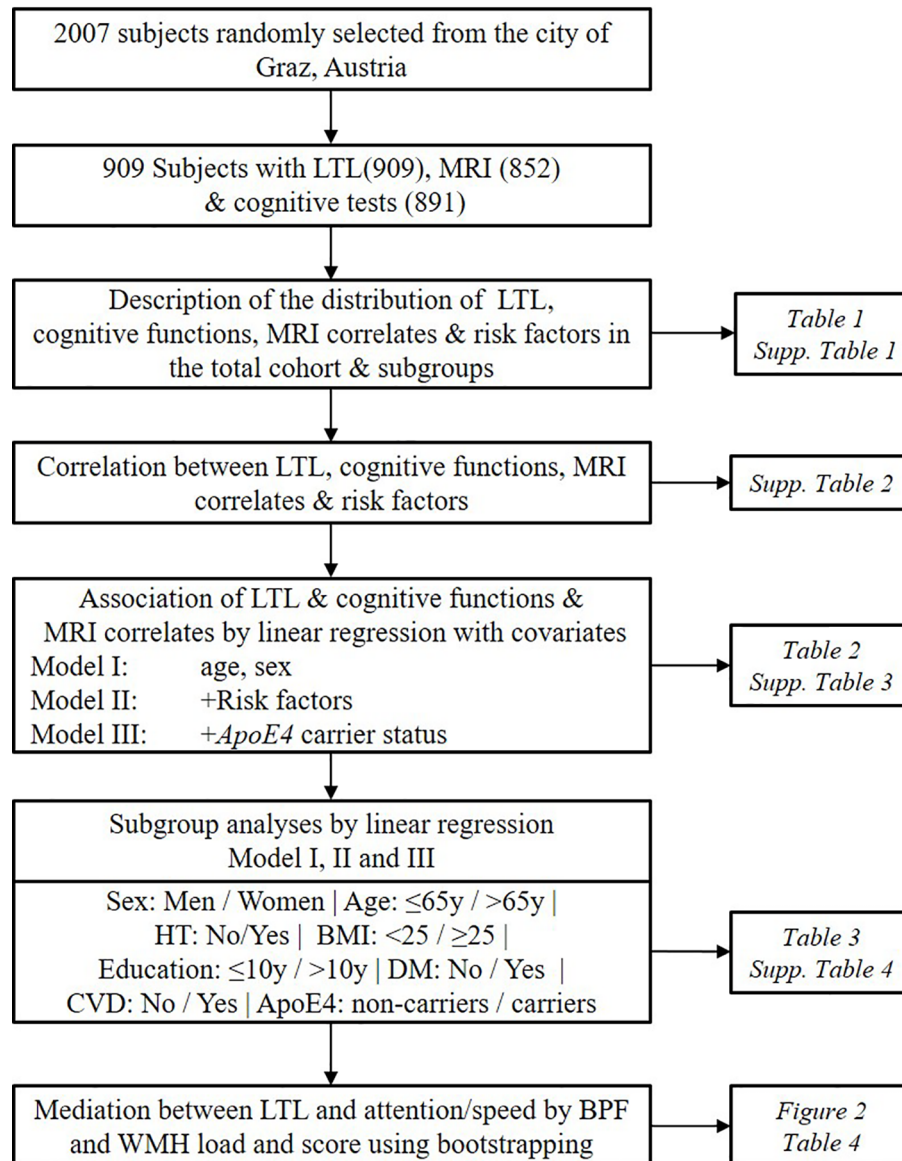 2007 subjects randomly selected from the city of
Graz, Austria
909 Subjects with LTL(909), MRI (852)
& cognitive tests (891)
Description of the distribution of LTL,
cognitive functions, MRI correlates & risk factors in
the total cohort & subgroups
Table 1
Supp. Table 1
Correlation between LTL, cognitive functions, MRI
correlates & risk factors
Supp. Table 2
Association of LTL & cognitive functions &
MRI correlates by linear regression with covariates
Model I: age, sex
Model II: +Risk factors
Model III: +ApoE4 carrier status
Table 2
Supp. Table 3
Subgroup analyses by linear regression
Model I, II and III
Sex: Men / Women | Age: ≤65y / >65y |
HT: No/Yes | BMI: <25 / ≥25 |
Education: ≤10y / >10y | DM: No / Yes |
CVD: No / Yes | ApoE4: non-carriers / carriers
Table 3
Supp. Table 4
Mediation between LTL and attention/speed by BPF
and WMH load and score using bootstrapping
Figure 2
Table 4